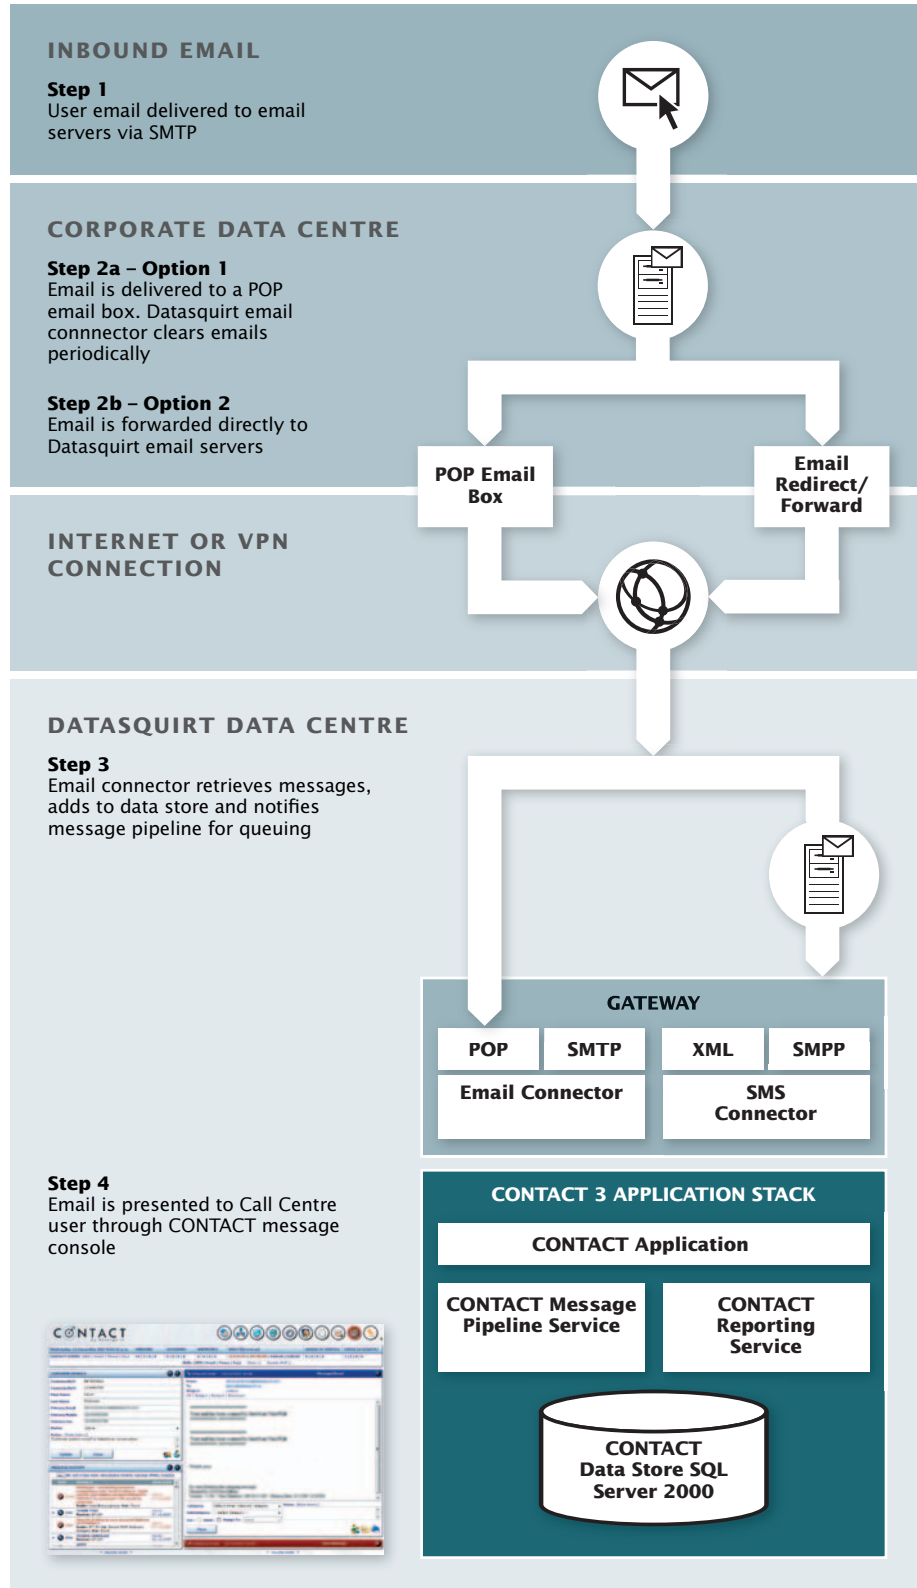 INBOUND EMAIL
Step 1
User email delivered to email
servers via SMTP
CORPORATE DATA CENTRE
Step 2a – Option 1
Email is delivered to a POP
email box. Datasquirt email
connnector clears emails
periodically
Step 2b – Option 2
Email is forwarded directly to
Datasquirt email servers
POP Email
Box
Email
Redirect/
Forward
INTERNET OR VPN
CONNECTION
DATASQUIRT DATA CENTRE
Step 3
Email connector retrieves messages,
adds to data store and notifies
message pipeline for queuing
GATEWAY
POP
SMTP
XML
SMPP
Email Connector
SMS
Connector
Step 4
Email is presented to Call Centre
user through CONTACT message
console
CONTACT 3 APPLICATION STACK
CONTACT Application
CONTACT Message
Pipeline Service
CONTACT
Reporting
Service
CONTACT
Data Store SQL
Server 2000
CONTACT